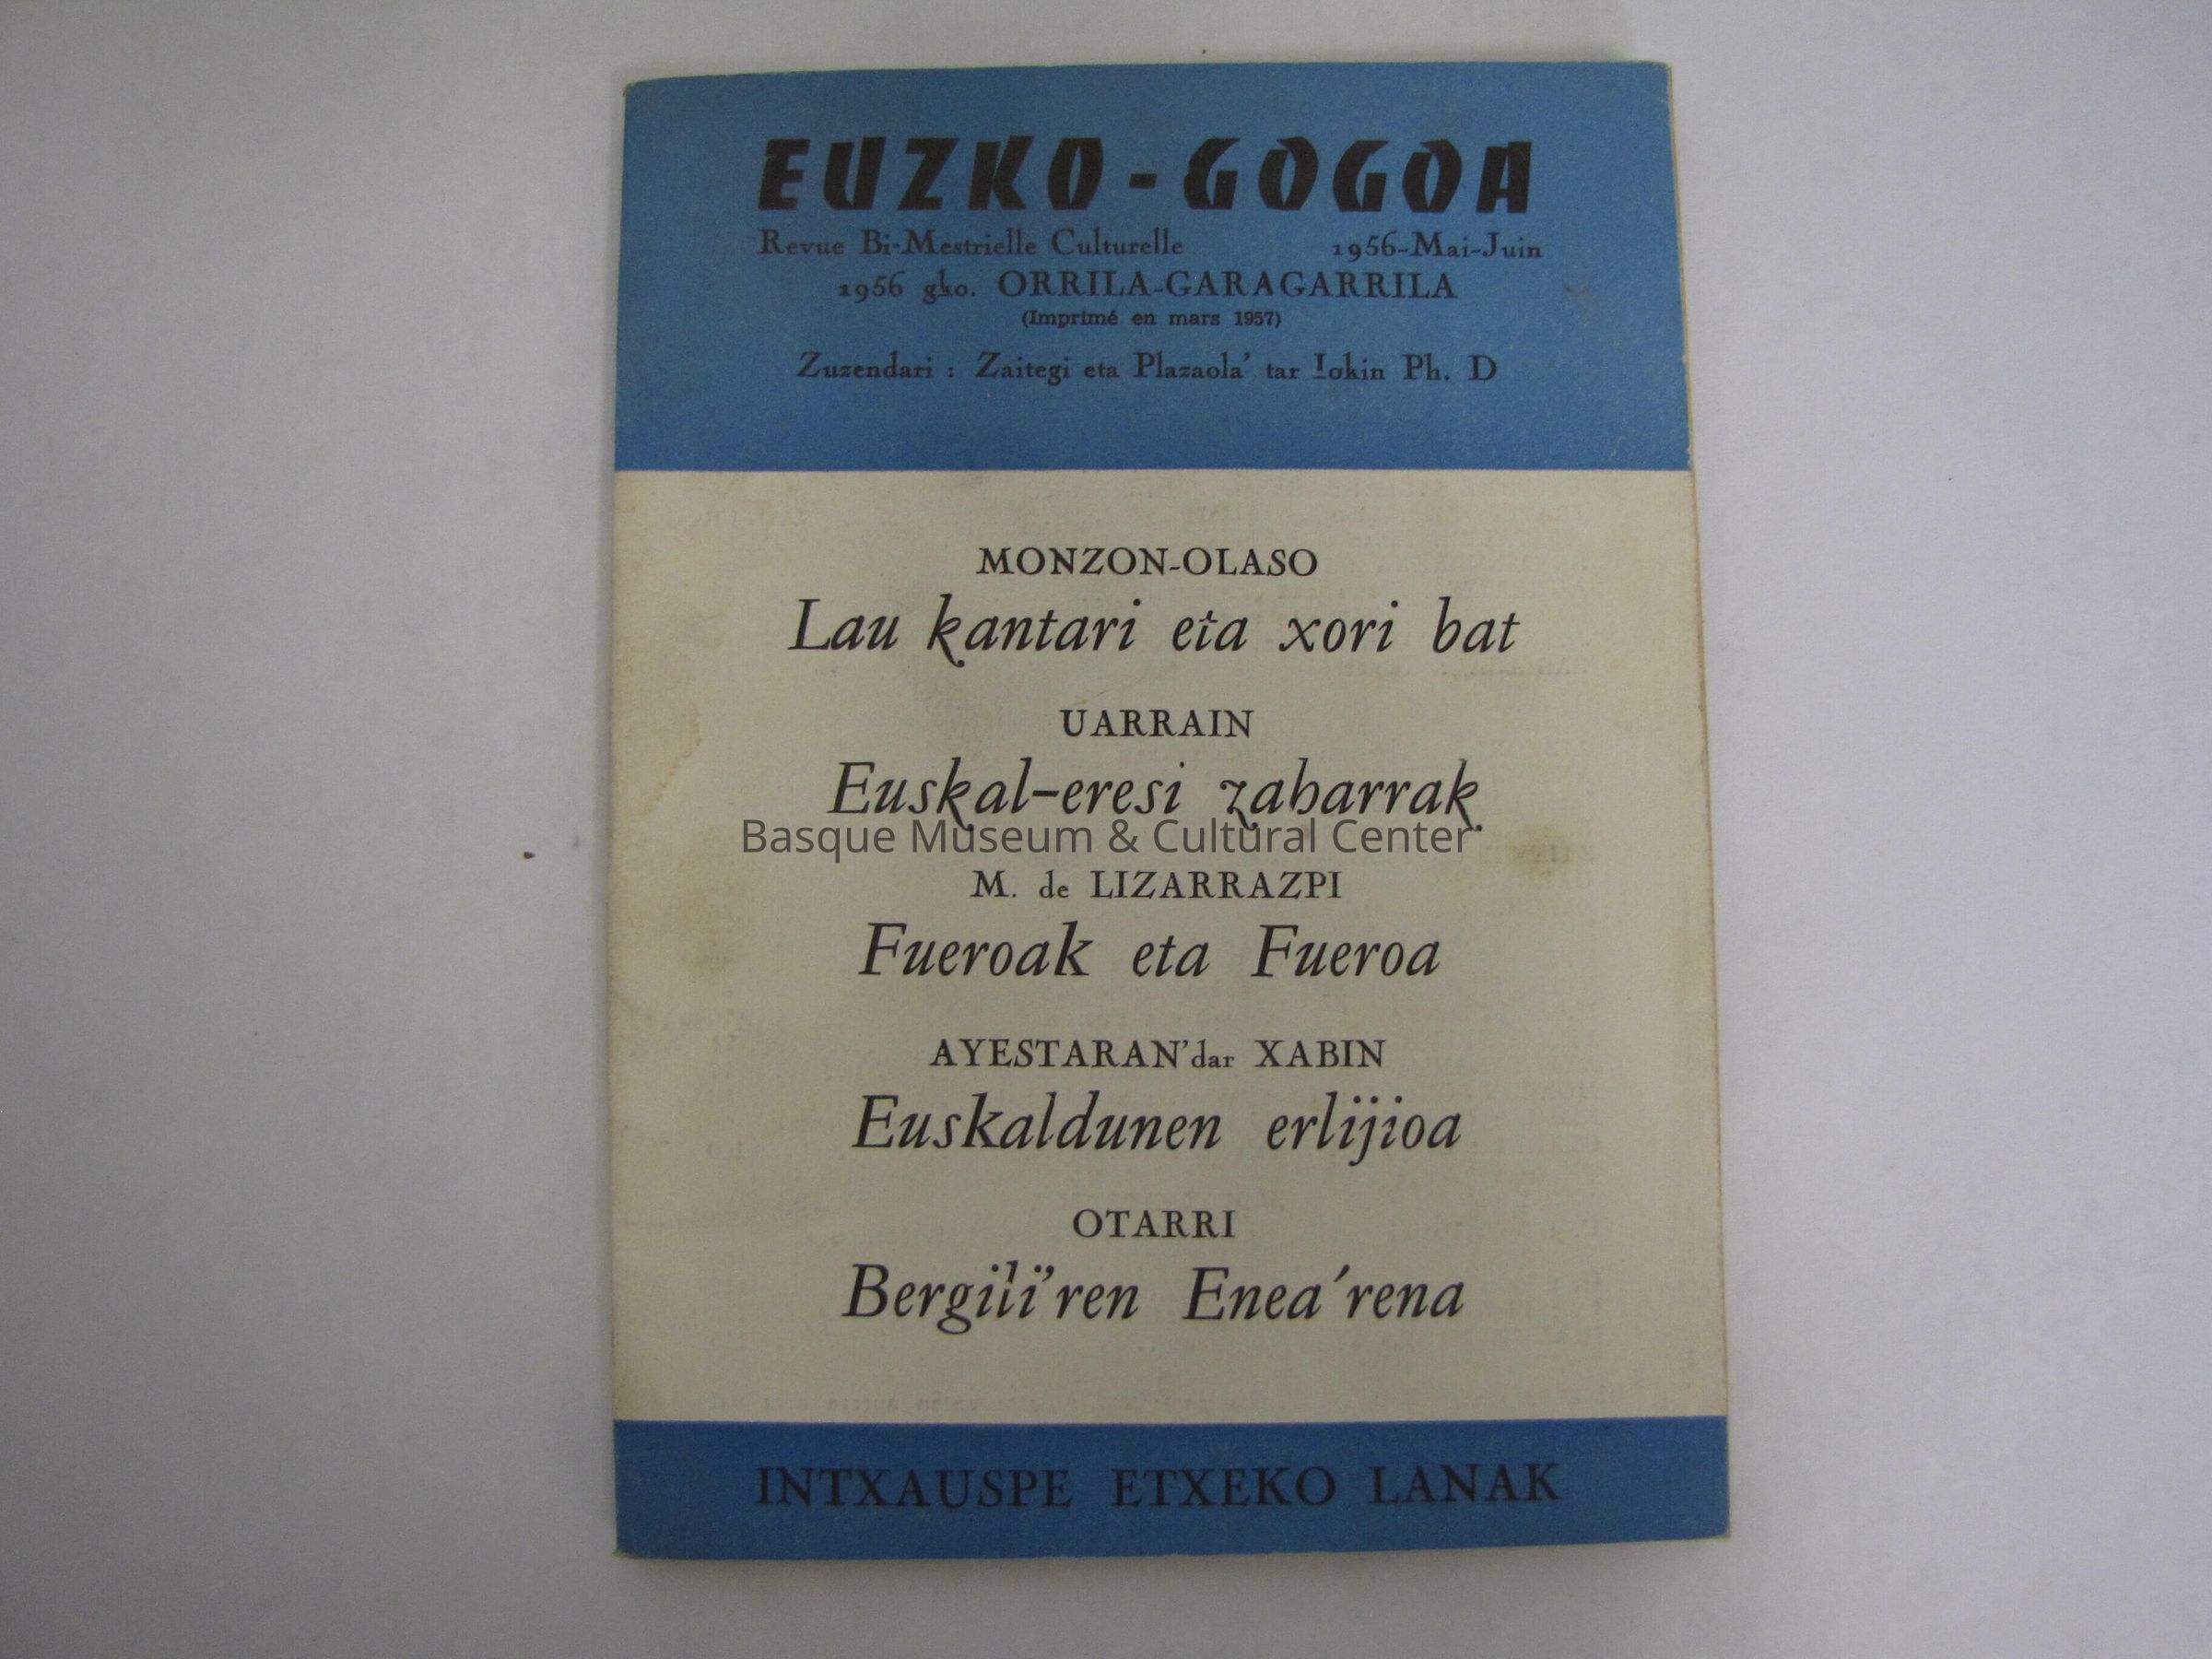 EUZKO-GOGOA
Revue Bi-Mestrielle Culturelle 1956-Mai-Juin
1956 gko. ORRILA-GARAGARRILA
(Imprimé en mars 1957)
Zuzendari : Zaitegi eta Plazaola' tar Iokin Ph. D
MONZON-OLASO
Lau kantari eta xori bat
UARRAIN
Euskal-eresi zaharrak
Basque Museum & Cultural Center
M. de LIZARRAZPI
Fueroak eta Fueroa
AYESTARAN'dar XABIN
Euskaldunen erlijioa
OTARRI
Bergili'ren Enea'rena
INTXAUSPE ETXEKO LANAK